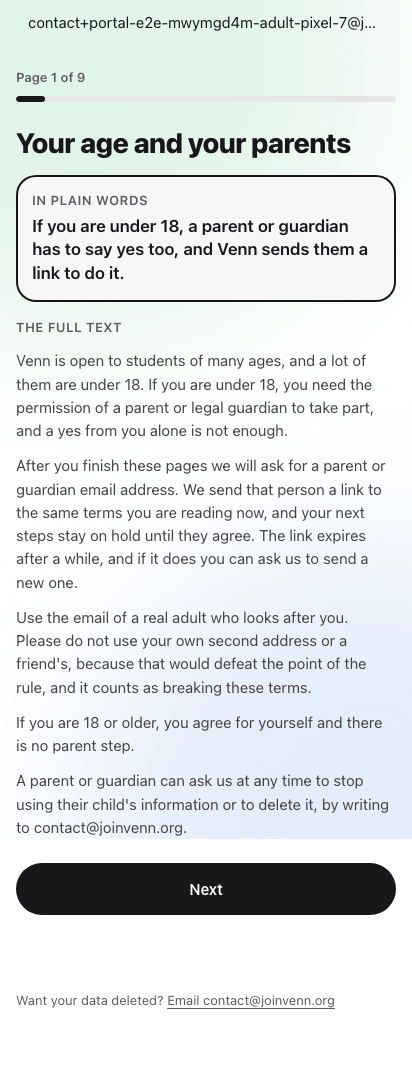 contact+portal-e2e-mwymgd4m-adult-pixel-7@j...
Page 1 of 9
Your age and your parents
IN PLAIN WORDS
If you are under 18, a parent or guardian
has to say yes too, and Venn sends them a
link to do it.
THE FULL TEXT
Venn is open to students of many ages, and a lot of
them are under 18. If you are under 18, you need the
permission of a parent or legal guardian to take part,
and a yes from you alone is not enough.
After you finish these pages we will ask for a parent or
guardian email address. We send that person a link to
the same terms you are reading now, and your next
steps stay on hold until they agree. The link expires
after a while, and if it does you can ask us to send a
new one.
Use the email of a real adult who looks after you.
Please do not use your own second address or a
friend's, because that would defeat the point of the
rule, and it counts as breaking these terms.
If you are 18 or older, you agree for yourself and there
is no parent step.
A parent or guardian can ask us at any time to stop
using their child's information or to delete it, by writing
to contact@joinvenn.org.
Next
Want your data deleted? Email contact@joinvenn.org